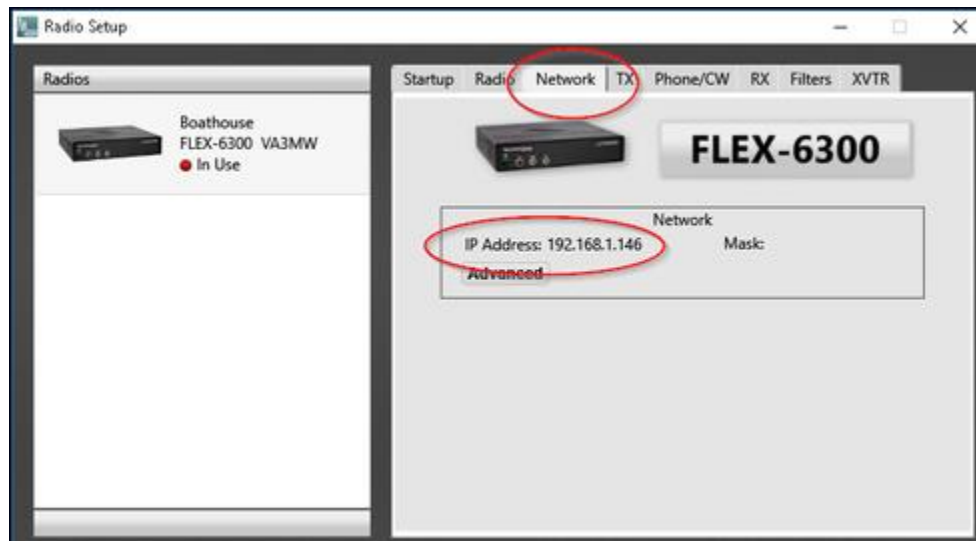 Radio Setup
Radios
Boathouse
FLEX-6300 VA3MW
In Use
Startup Radio Network TX Phone/CW RX Filters XVTR
FLEX-6300
Network
IP Address: 192.168.1.146 Mask:
Advanced